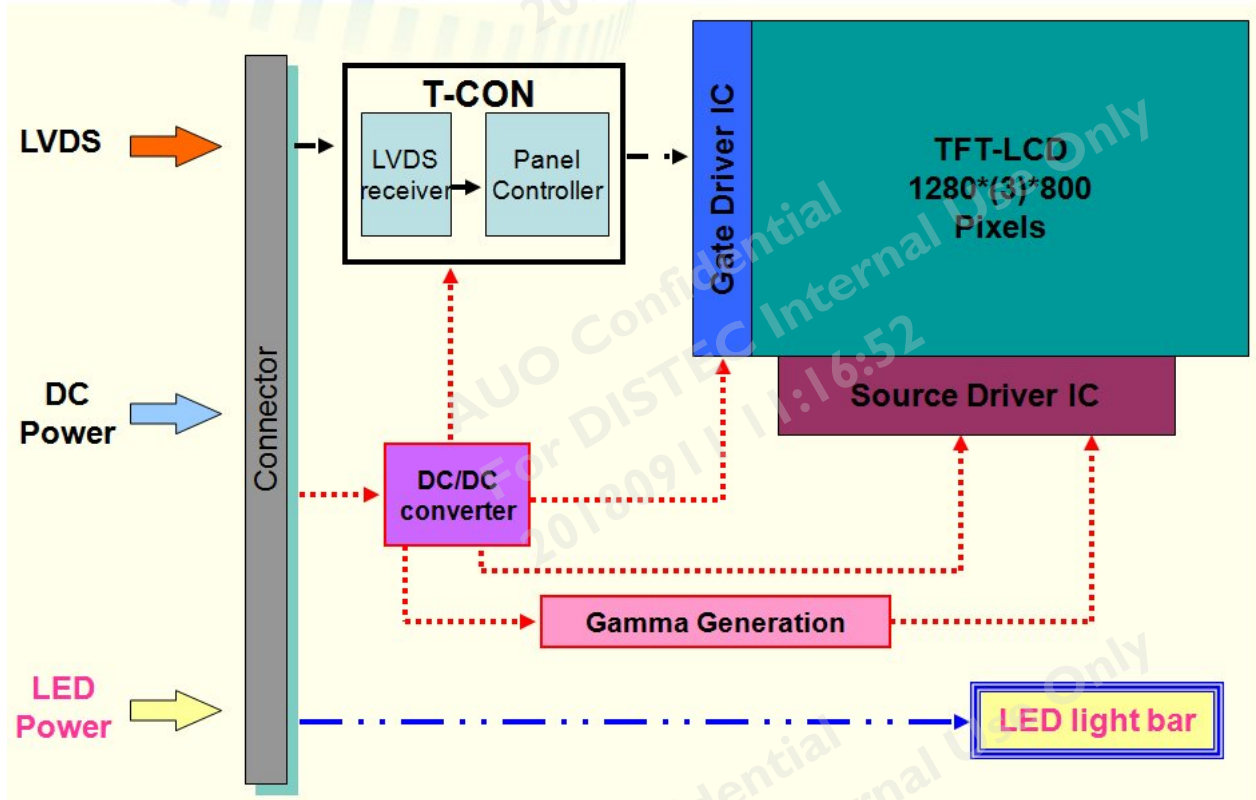 T-CON
LVDS
receiver
Panel
Controller
Gate Driver IC
TFT-LCD
1280*(3)*800
Pixels
LVDS
Connector
DC
Power
DC/DC
converter
Source Driver IC
Gamma Generation
LED
Power
LED light bar
AUO Confidential
For DISTEC Internal Use Only
20180911 11:16:52